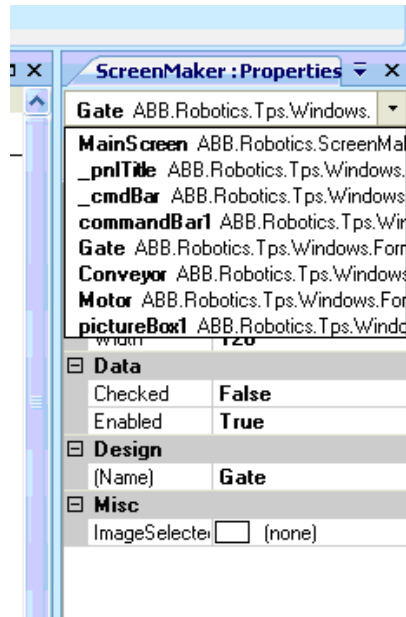 ScreenMaker : Properties
Gate ABB.Robotics.Tps.Windows.
MainScreen ABB.Robotics.ScreenMal
_pnlTitle ABB.Robotics.Tps.Windows.
_cmdBar ABB.Robotics.Tps.Windows
commandBar1 ABB.Robotics.Tps.Win
Gate ABB.Robotics.Tps.Windows.Forr
Conveyor ABB.Robotics.Tps.Windows
Motor ABB.Robotics.Tps.Windows.For
pictureBox1 ABB.Robotics.Tps.Windo
Width 120
Data
Checked False
Enabled True
Design
(Name) Gate
Misc
ImageSelecte (none)